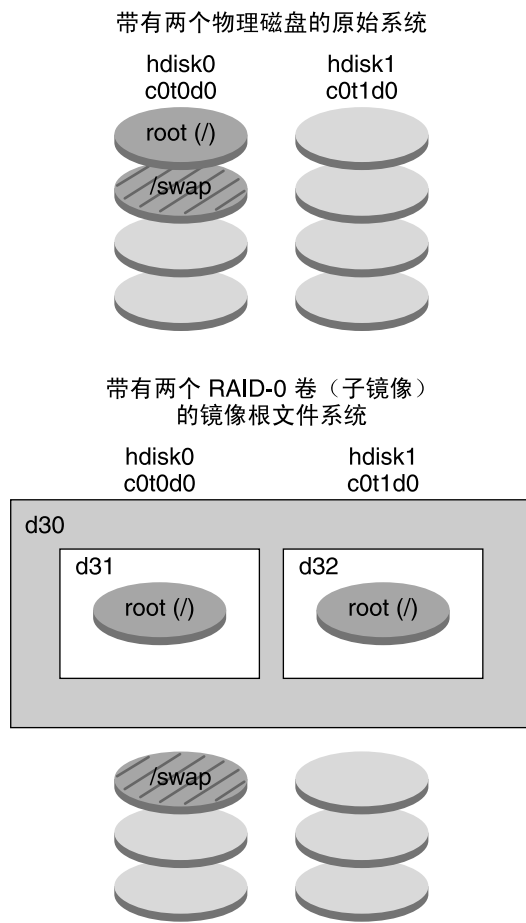 带有两个物理磁盘的原始系统
hdisk0
c0t0d0
hdisk1
c0t1d0
root (/)
/swap
带有两个 RAID-0 卷（子镜像）
的镜像根文件系统
hdisk0
c0t0d0
hdisk1
c0t1d0
d30
d31
root (/)
d32
root (/)
/swap